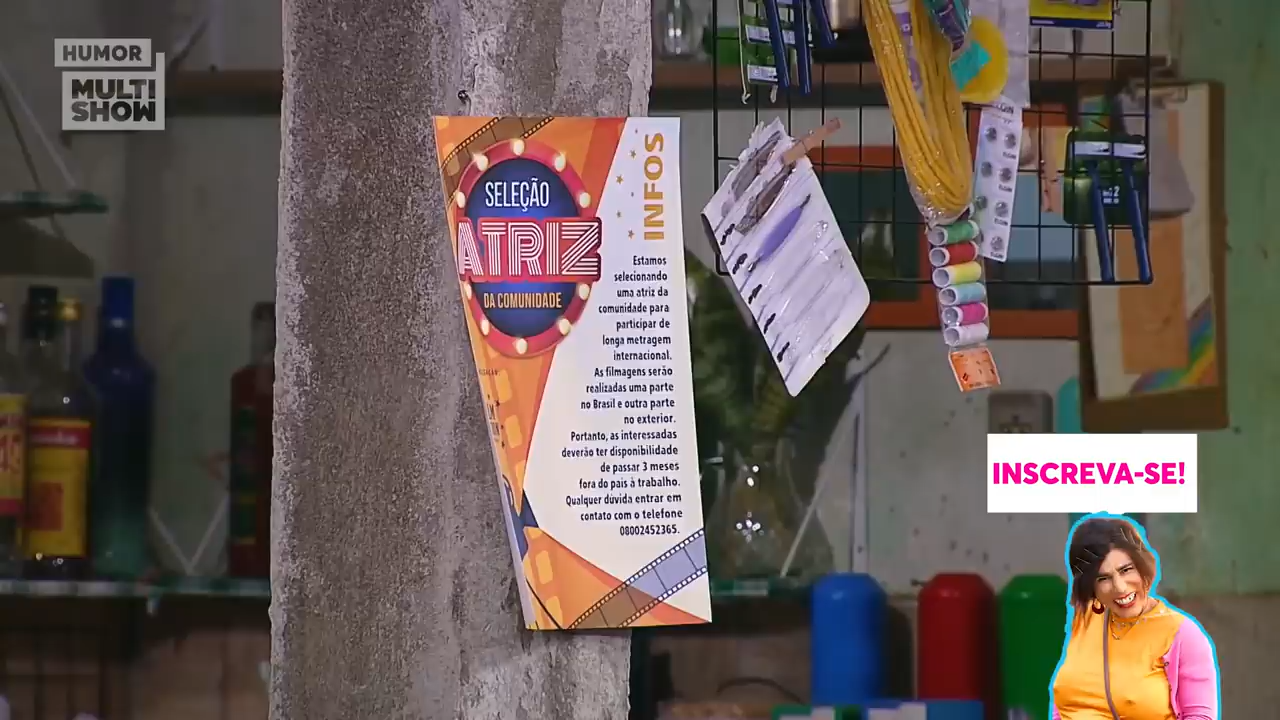 HUMOR
MULTI
SHOW
SELEÇÃO
ATRIZ
DA COMUNIDADE
INFOS
Estamos
selecionando
uma atriz da
comunidade para
participar de
longa metragem
internacional.
As filmagens serão
realizadas uma parte
no Brasil e outra parte
no exterior.
Portanto, as interessadas
deverão ter disponibilidade
de passar 3 meses
fora do país à trabalho.
Qualquer dúvida entrar em
contato com o telefone
08002452365.
INSCREVA-SE!